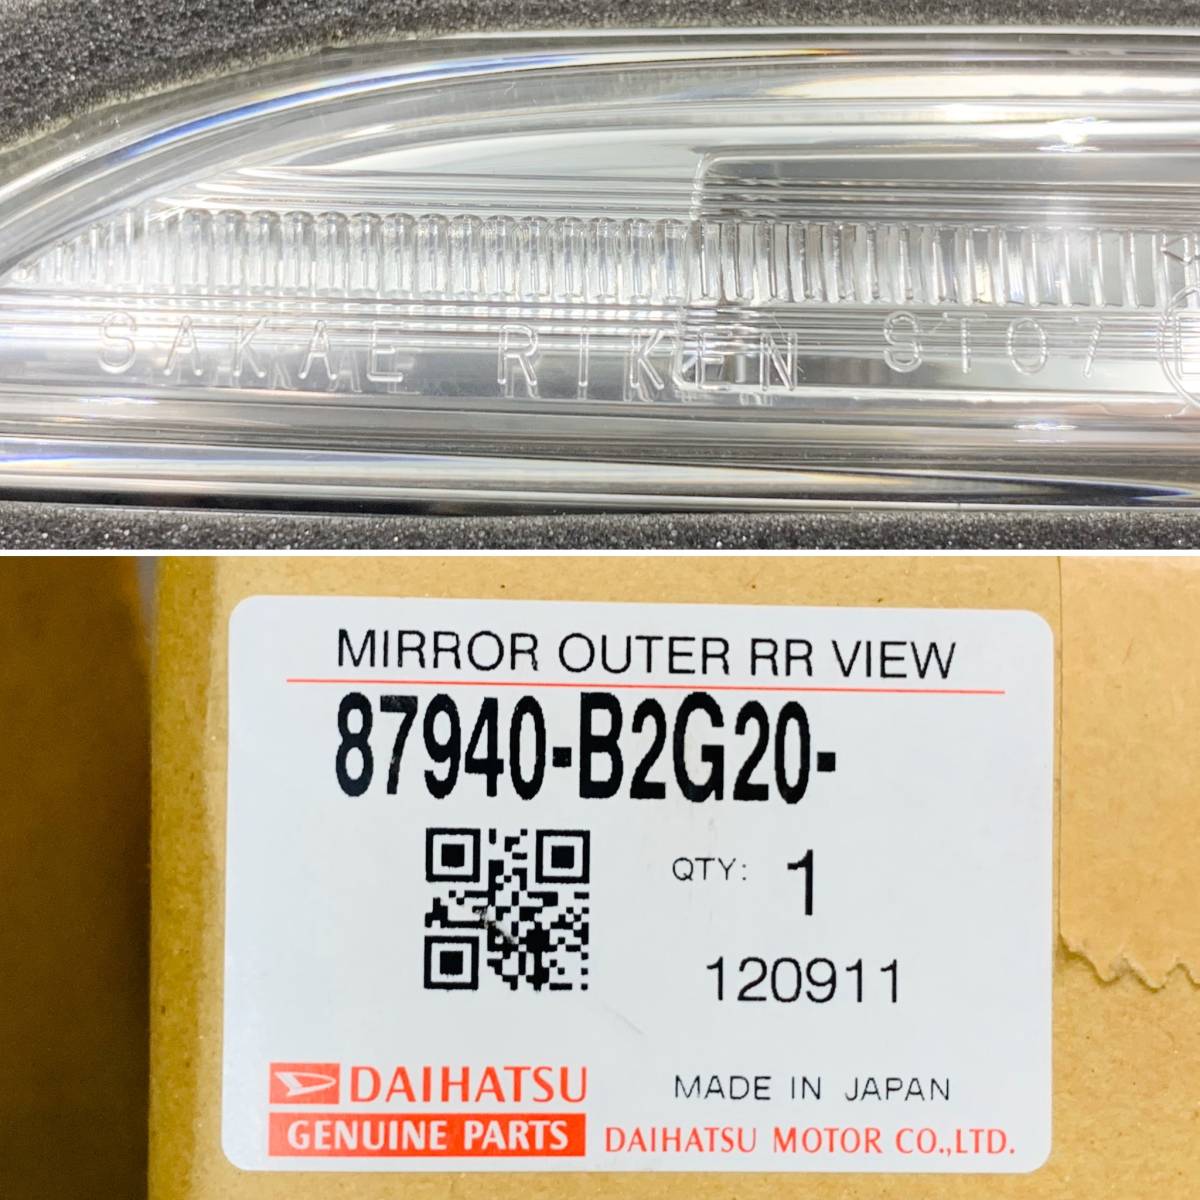 SAKAE RIKEN ST07
MIRROR OUTER RR VIEW
87940-B2G20-
QTY: 1
120911
DAIHATSU
GENUINE PARTS
MADE IN JAPAN
DAIHATSU MOTOR CO.,LTD.